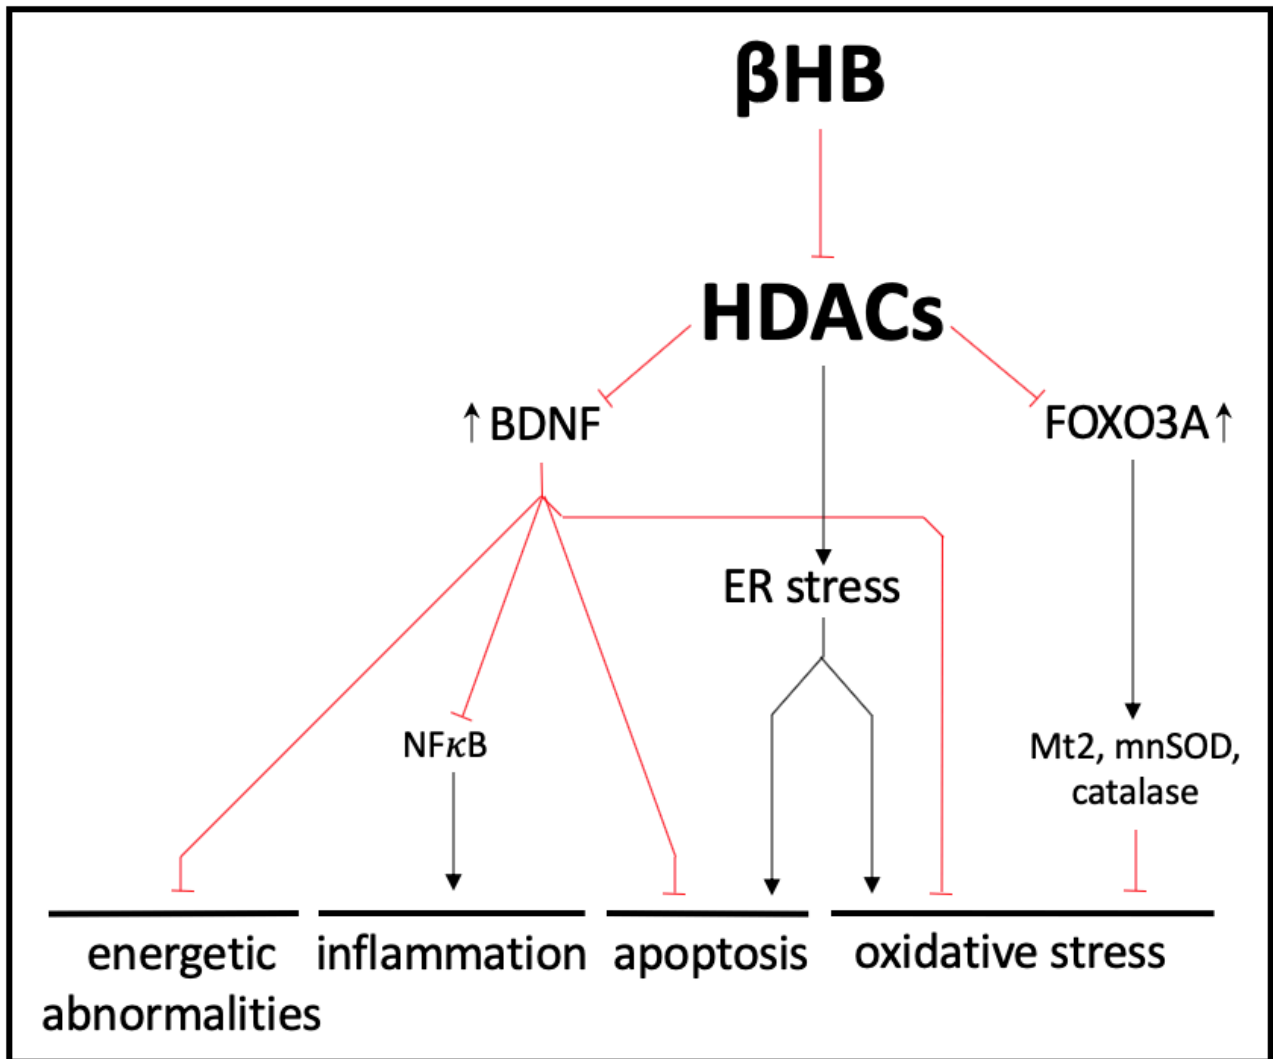 βHB
HDACs
↑ BDNF
FOXO3A ↑
ER stress
NFκB
Mt2, mnSOD,
catalase
energetic
abnormalities
inflammation
apoptosis
oxidative stress